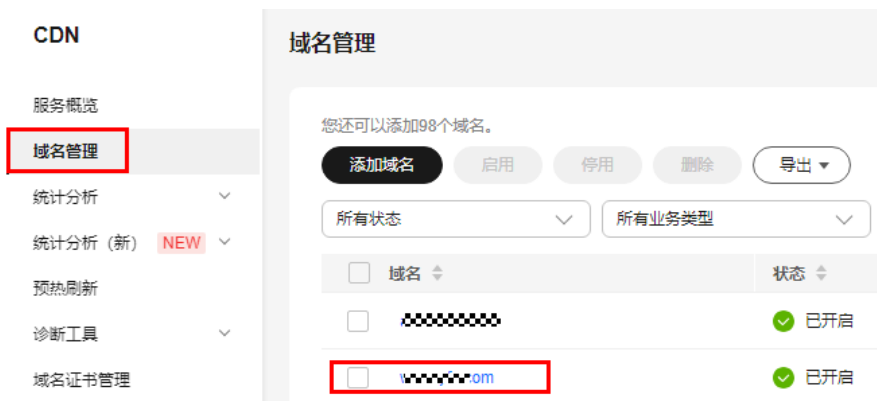 CDN
域名管理
服务概览
域名管理
统计分析
统计分析（新） NEW
预热刷新
诊断工具
域名证书管理
您还可以添加98个域名。
添加域名 启用 停用 删除 导出
所有状态 所有业务类型
域名 状态
已开启
om 已开启